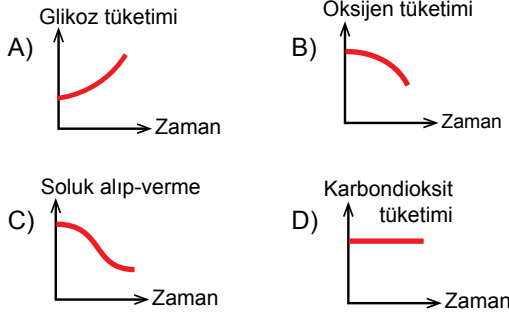 A)
Glikoz tüketimi
Zaman
B)
Oksijen tüketimi
Zaman
C)
Soluk alıp-verme
Zaman
D)
Karbondioksit
tüketimi
Zaman